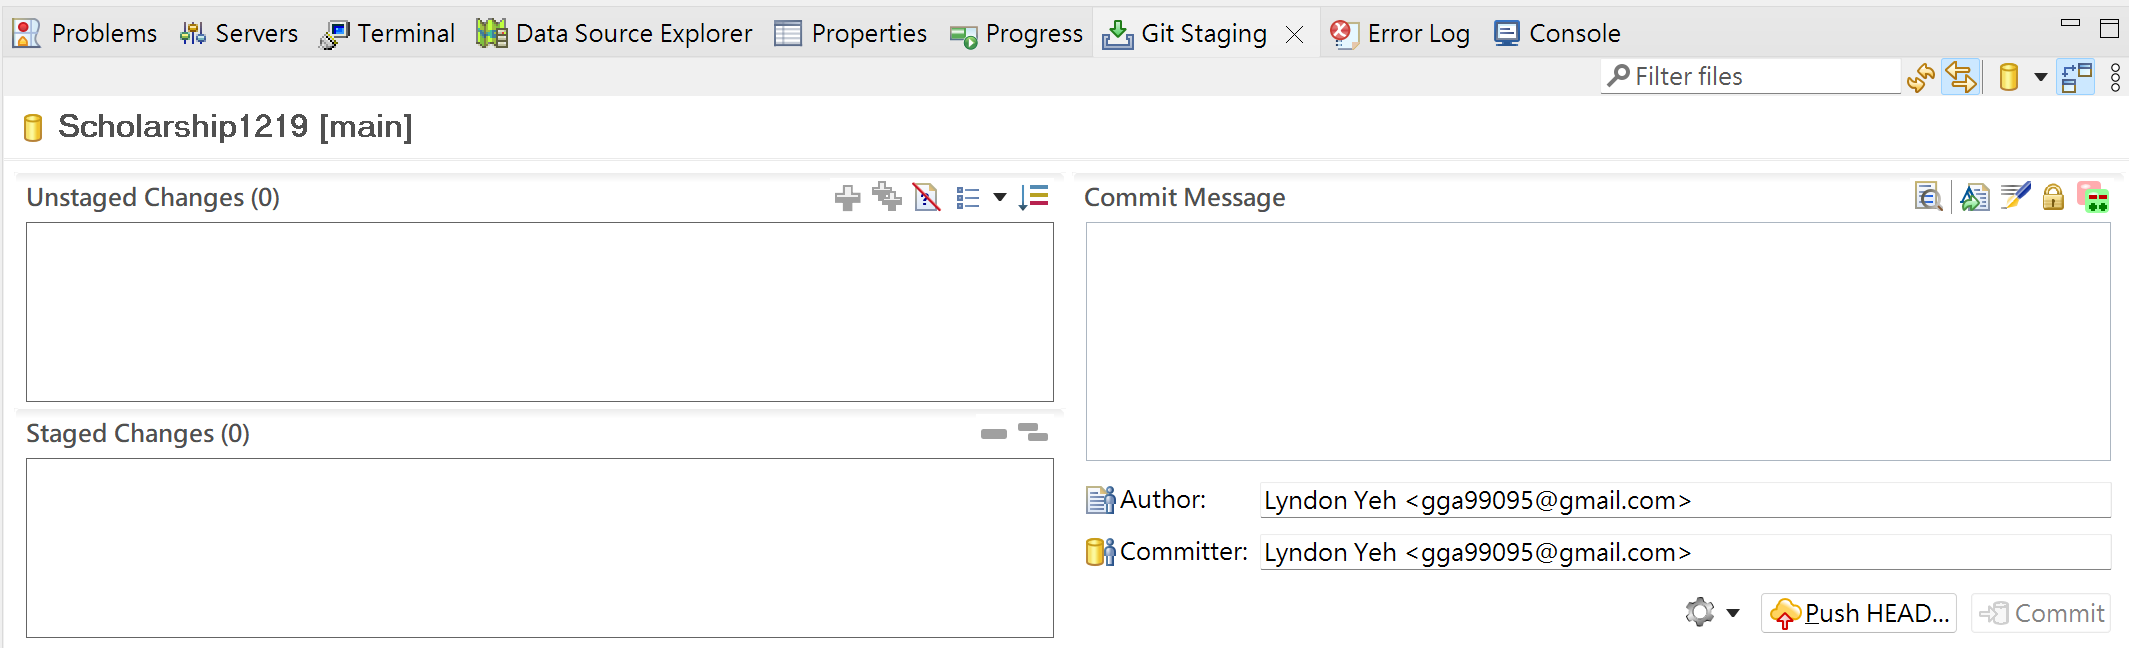 Problems Servers Terminal Data Source Explorer Properties Progress Git Staging Error Log Console
Filter files
Scholarship1219 [main]
Unstaged Changes (0)
Staged Changes (0)
Commit Message
Author: Lyndon Yeh <gga99095@gmail.com>
Committer: Lyndon Yeh <gga99095@gmail.com>
Push HEAD... Commit